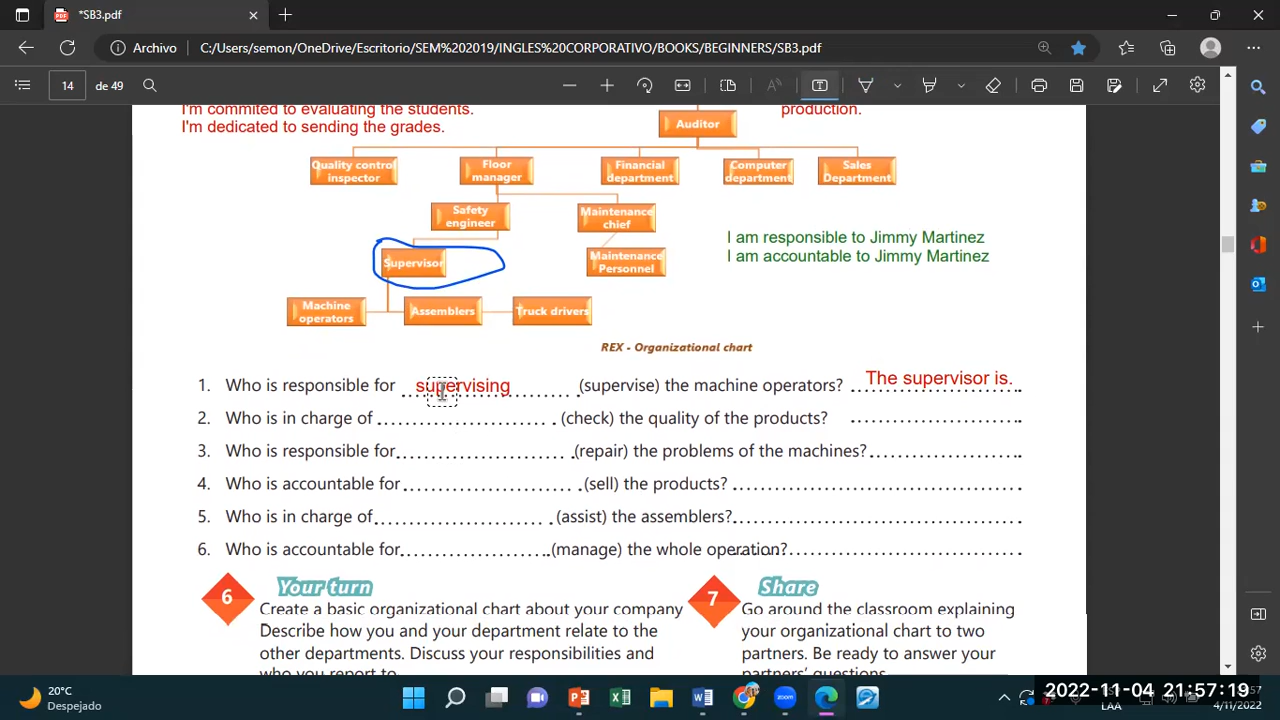 *SB3.pdf
Archivo
C:/Users/semon/OneDrive/Escritorio/SEM%202019/INGLES%20CORPORATIVO/BOOKS/BEGINNERS/SB3.pdf
14
de 49
I'm commited to evaluating the students.
production.
I'm dedicated to sending the grades.
Auditor
Quality control inspector
Floor manager
Financial department
Computer department
Sales Department
Safety engineer
Maintenance chief
I am responsible to Jimmy Martinez
I am accountable to Jimmy Martinez
Supervisor
Maintenance Personnel
Machine operators
Assemblers
Truck drivers
REX - Organizational chart
1. Who is responsible for supervising (supervise) the machine operators? The supervisor is.
2. Who is in charge of (check) the quality of the products?
3. Who is responsible for (repair) the problems of the machines?
4. Who is accountable for (sell) the products?
5. Who is in charge of (assist) the assemblers?
6. Who is accountable for (manage) the whole operation?
6 Your turn
Create a basic organizational chart about your company
Describe how you and your department relate to the
other departments. Discuss your responsibilities and
who you report to.
7 Share
Go around the classroom explaining
your organizational chart to two
partners. Be ready to answer your
partners' questions.
20°C
Despejado
zoom
LAA
2022-11-04 21:57:19
4/11/2022